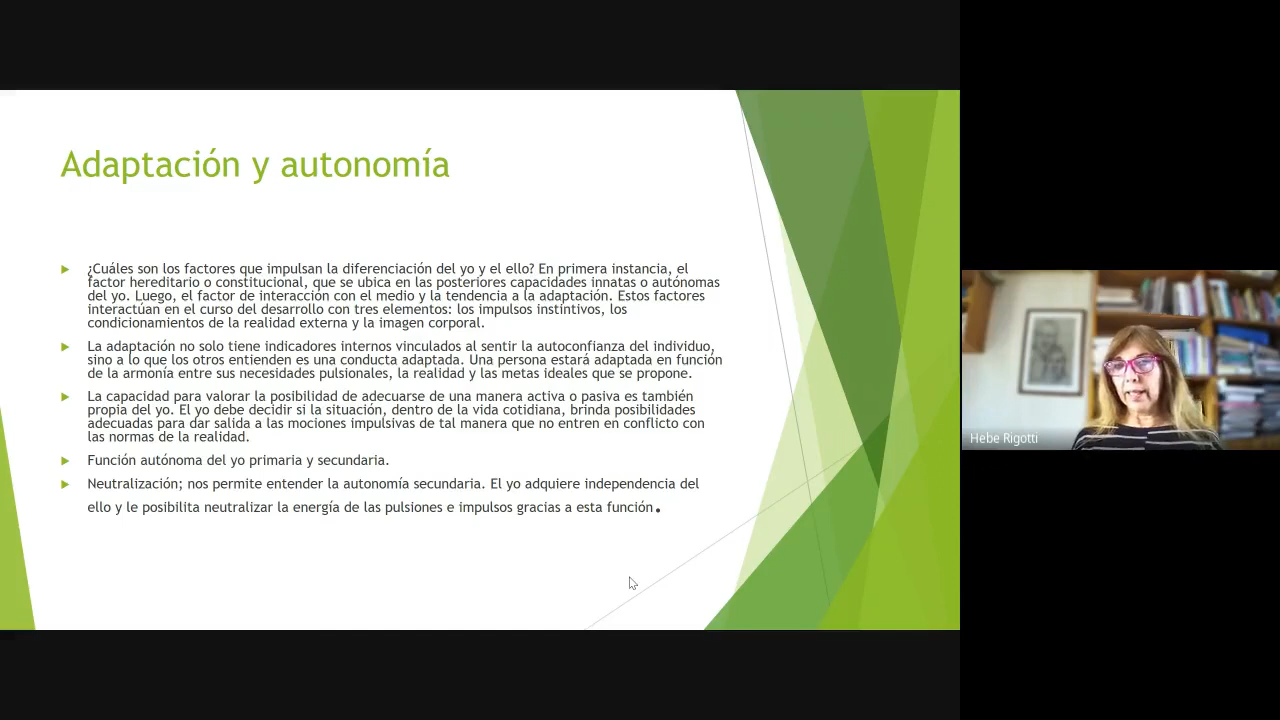 Adaptación y autonomía
¿Cuáles son los factores que impulsan la diferenciación del yo y el ello? En primera instancia, el
factor hereditario o constitucional, que se ubica en las posteriores capacidades innatas o autónomas
del yo. Luego, el factor de interacción con el medio y la tendencia a la adaptación. Estos factores
interactúan en el curso del desarrollo con tres elementos: los impulsos instintivos, los
condicionamientos de la realidad externa y la imagen corporal.
La adaptación no solo tiene indicadores internos vinculados al sentir la autoconfianza del individuo,
sino a lo que los otros entienden es una conducta adaptada. Una persona estará adaptada en función
de la armonía entre sus necesidades pulsionales, la realidad y las metas ideales que se propone.
La capacidad para valorar la posibilidad de adecuarse de una manera activa o pasiva es también
propia del yo. El yo debe decidir si la situación, dentro de la vida cotidiana, brinda posibilidades
adecuadas para dar salida a las mociones impulsivas de tal manera que no entren en conflicto con
las normas de la realidad.
Función autónoma del yo primaria y secundaria.
Neutralización; nos permite entender la autonomía secundaria. El yo adquiere independencia del
ello y le posibilita neutralizar la energía de las pulsiones e impulsos gracias a esta función.
Hebe Rigotti